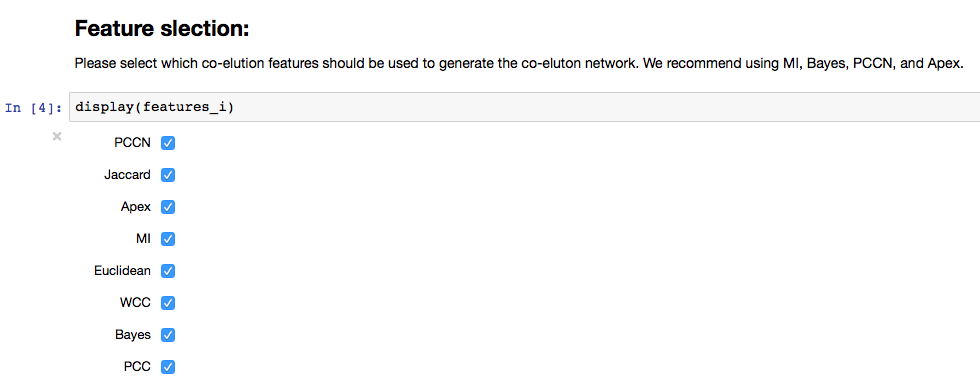 Feature slection:
Please select which co-elution features should be used to generate the co-eluton network. We recommend using MI, Bayes, PCCN, and Apex.
In [4]: display(features_i)
PCCN
Jaccard
Apex
MI
Euclidean
WCC
Bayes
PCC